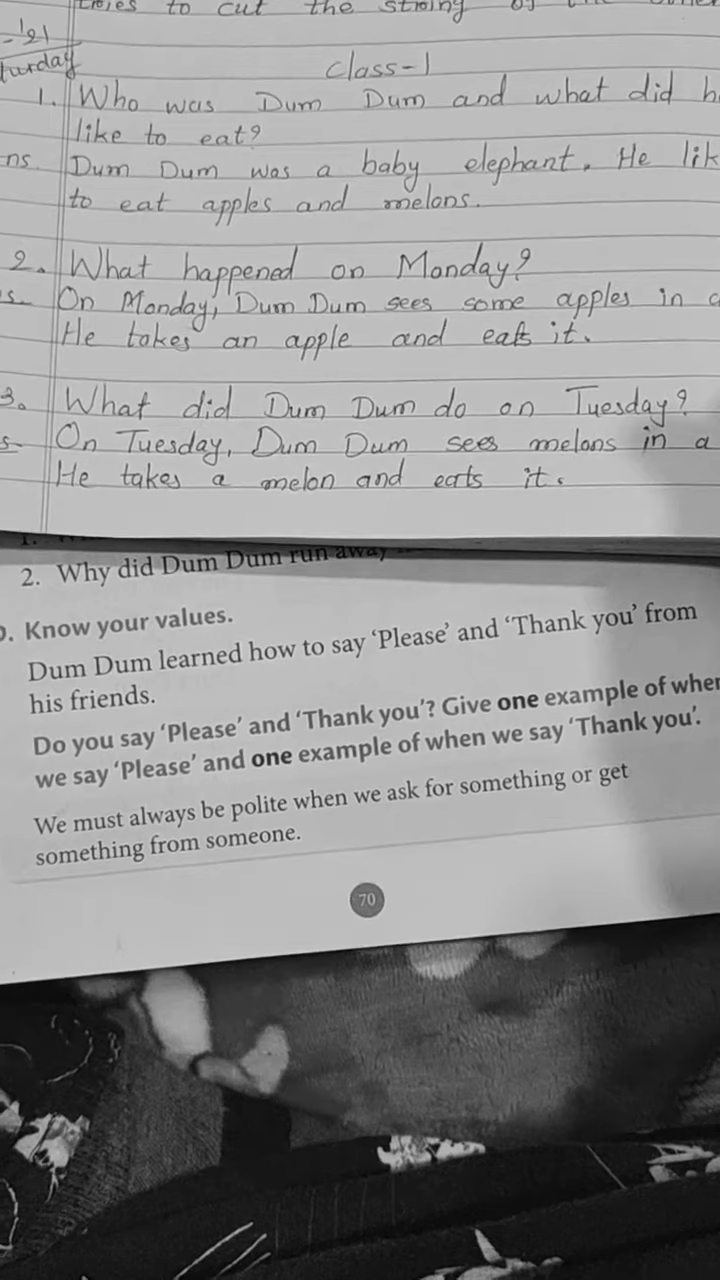 tries to cut the string of
-'21
turday
class-1
1. Who was Dum Dum and what did h
like to eat?
ns. Dum Dum was a baby elephant. He lik
to eat apples and melons.
2. What happened on Monday?
s. On Monday, Dum Dum sees some apples in
He takes an apple and eats it.
3. What did Dum Dum do on Tuesday?
s. On Tuesday, Dum Dum sees melons in a
He takes a melon and eats it.
2. Why did Dum Dum run away
D. Know your values.
Dum Dum learned how to say ‘Please’ and ‘Thank you’ from
his friends.
Do you say ‘Please’ and ‘Thank you’? Give one example of when
we say ‘Please’ and one example of when we say ‘Thank you’.
We must always be polite when we ask for something or get
something from someone.
70